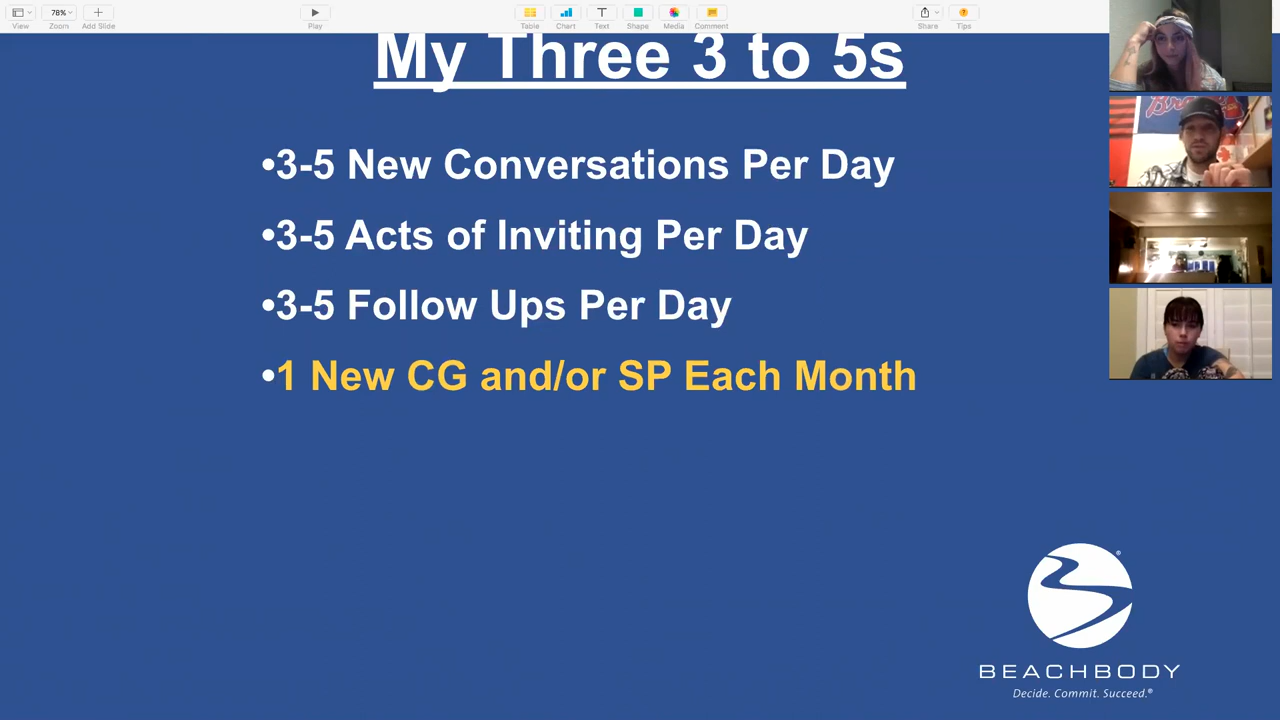 View
78%
Zoom
Add Slide
Play
Table
Chart
Text
Shape
Media
Comment
Share
Tips
My Three 3 to 5s
•3-5 New Conversations Per Day
•3-5 Acts of Inviting Per Day
•3-5 Follow Ups Per Day
•1 New CG and/or SP Each Month
Braves
BEACHBODY
Decide. Commit. Succeed.®